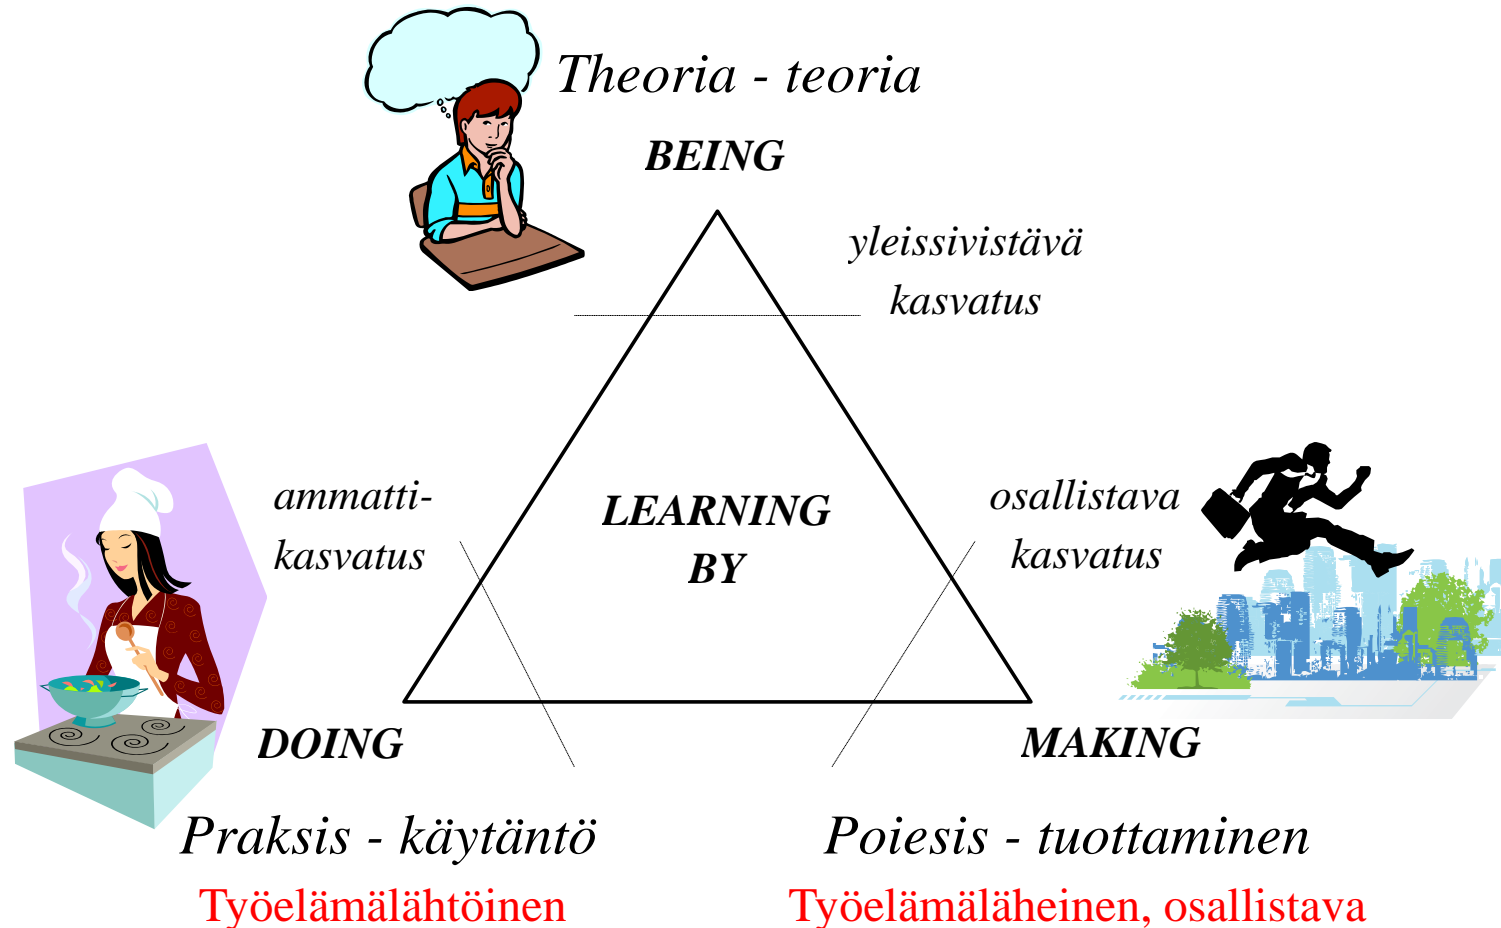 Theoria - teoria
BEING
yleissivistävä
kasvatus
ammatti-
kasvatus
LEARNING
BY
osallistava
kasvatus
DOING
MAKING
Praksis - käytäntö
Poiesis - tuottaminen
Työelämälähtöinen
Työelämäläheinen, osallistava